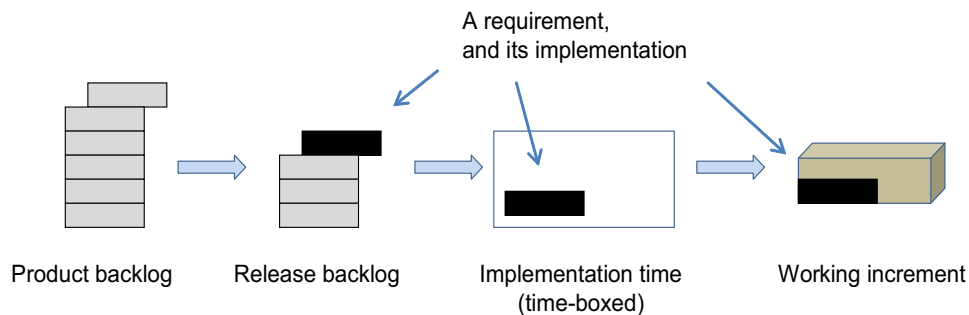 A requirement,
and its implementation
Product backlog
Release backlog
Implementation time
(time-boxed)
Working increment